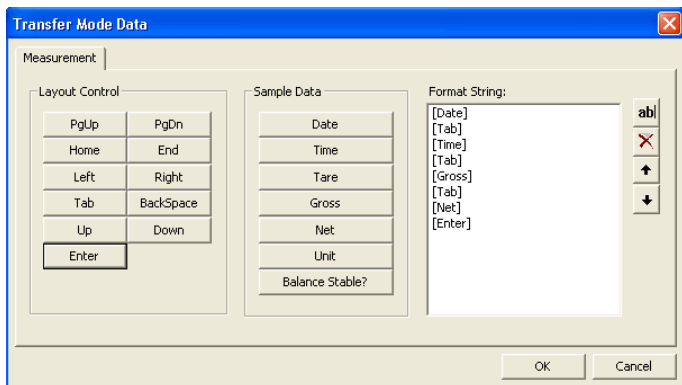 Transfer Mode Data
Measurement
Layout Control
PgUp PgDn
Home End
Left Right
Tab BackSpace
Up Down
Enter
Sample Data
Date
Time
Tare
Gross
Net
Unit
Balance Stable?
Format String:
[Date]
[Tab]
[Time]
[Tab]
[Gross]
[Tab]
[Net]
[Enter]
ab|
OK Cancel